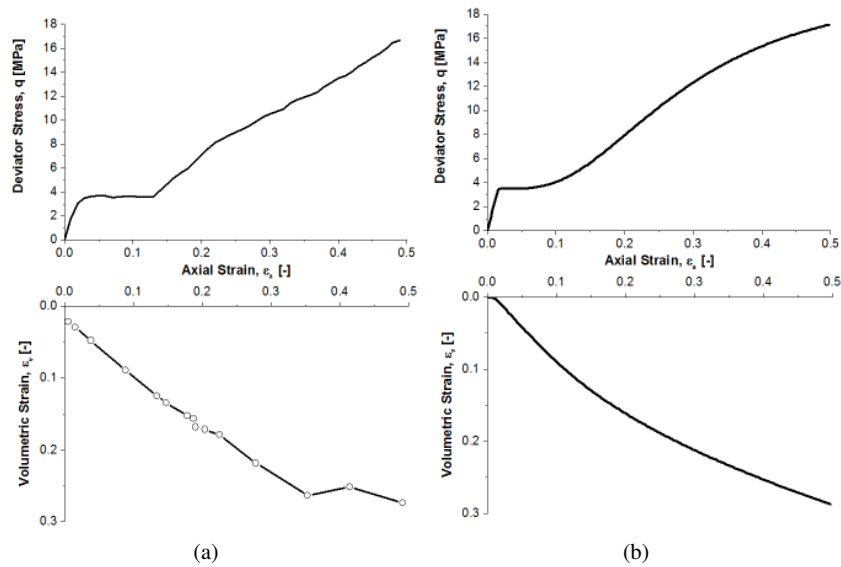 18
16
14
12
10
8
6
4
2
0
Deviator Stress, q [MPa]
0.0 0.1 0.2 0.3 0.4 0.5
Axial Strain, εa [-]
0.0 0.1 0.2 0.3 0.4 0.5
0.0
0.1
0.2
0.3
Volumetric Strain, εv [-]
(a)
18
16
14
12
10
8
6
4
2
0
Deviator Stress, q [MPa]
0.0 0.1 0.2 0.3 0.4 0.5
Axial Strain, εa [-]
0.0 0.1 0.2 0.3 0.4 0.5
0.0
0.1
0.2
0.3
Volumetric Strain, εv [-]
(b)